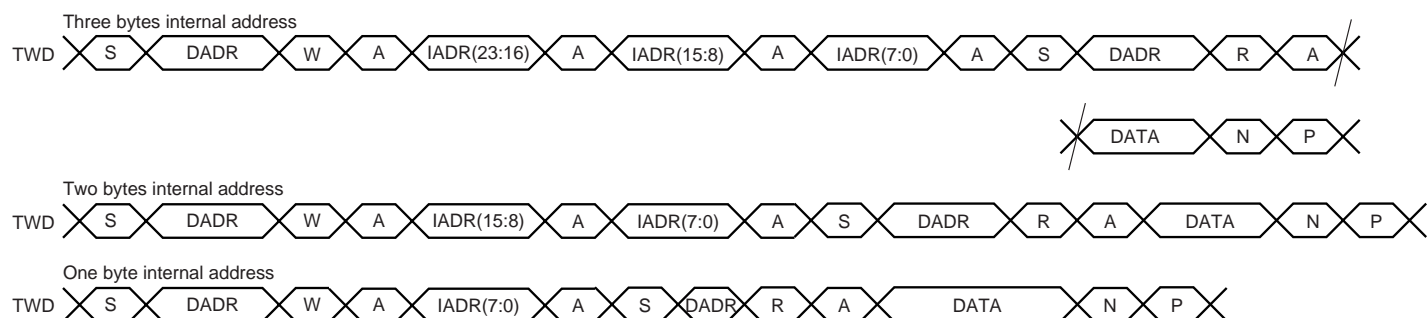 Three bytes internal address
TWD S DADR W A IADR(23:16) A IADR(15:8) A IADR(7:0) A S DADR R A
DATA N P
Two bytes internal address
TWD S DADR W A IADR(15:8) A IADR(7:0) A S DADR R A DATA N P
One byte internal address
TWD S DADR W A IADR(7:0) A S DADR R A DATA N P